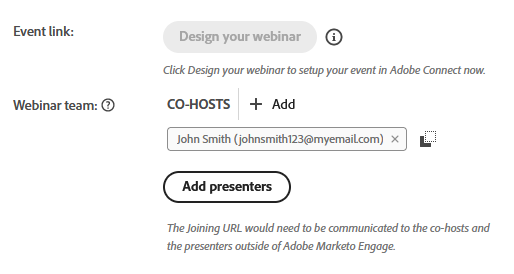 Event link:
Design your webinar
Click Design your webinar to setup your event in Adobe Connect now.
Webinar team:
CO-HOSTS + Add
John Smith (johnsmith123@myemail.com) ×
Add presenters
The Joining URL would need to be communicated to the co-hosts and
the presenters outside of Adobe Marketo Engage.